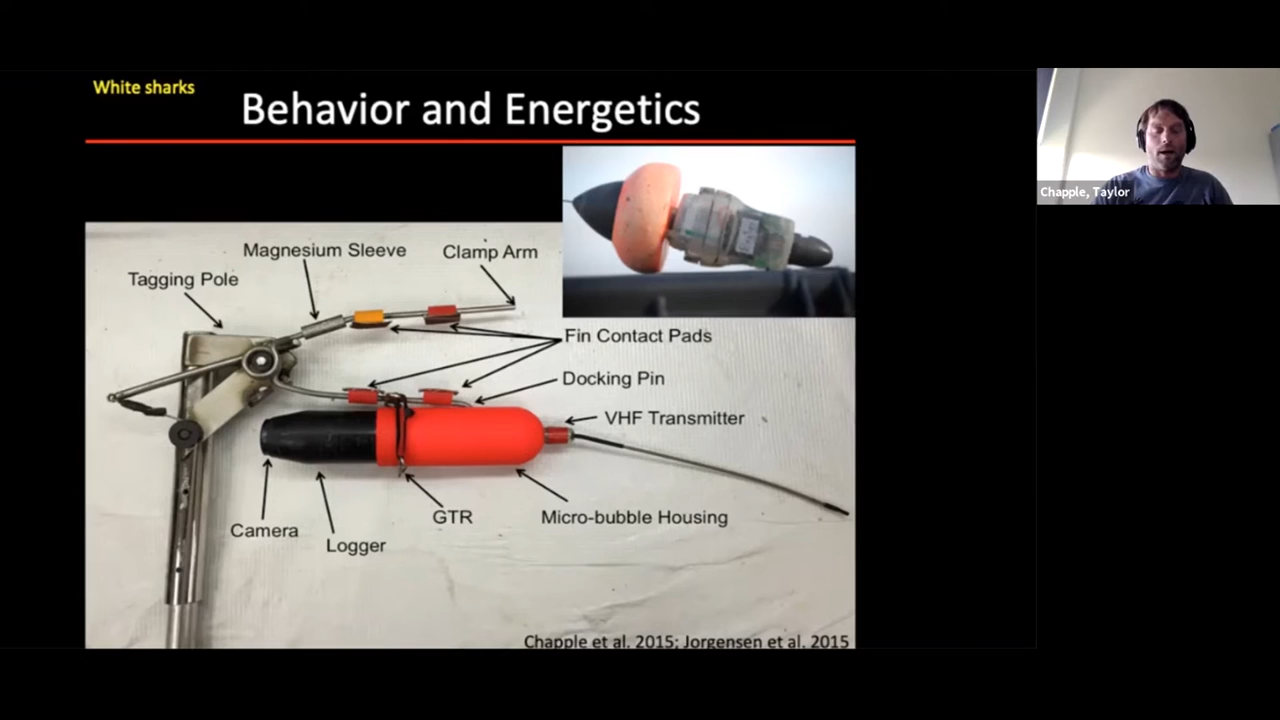 White sharks
Behavior and Energetics
Chapple, Taylor
Magnesium Sleeve
Clamp Arm
Tagging Pole
Fin Contact Pads
Docking Pin
VHF Transmitter
Camera
Logger
GTR
Micro-bubble Housing
Chapple et al. 2015; Jorgensen et al. 2015